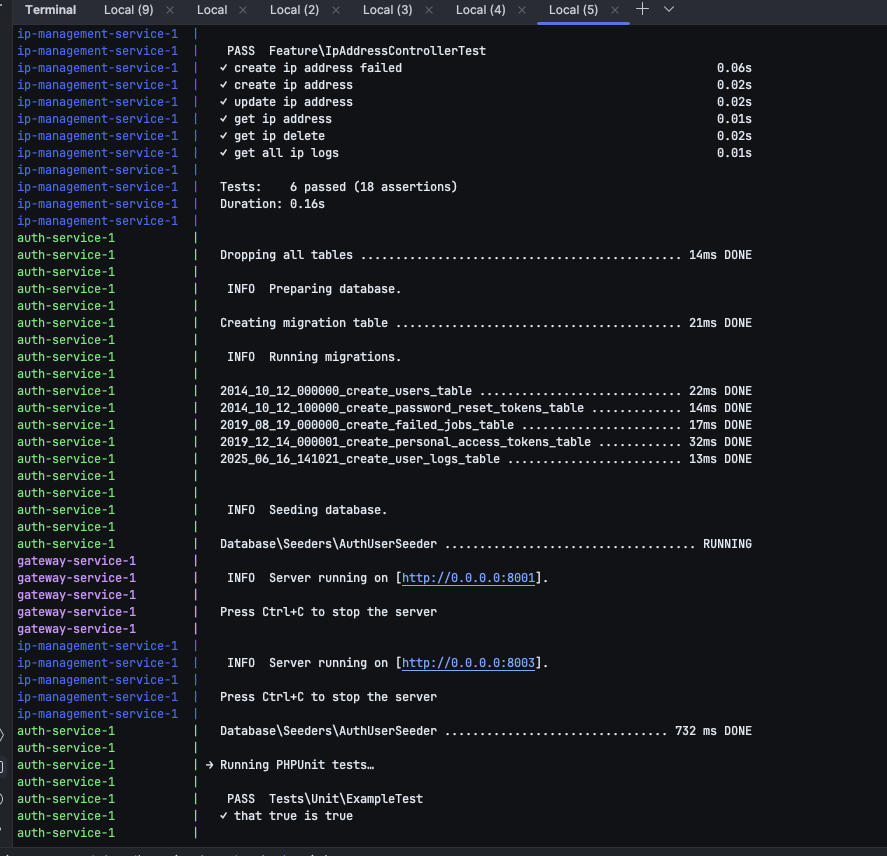 Terminal Local (9) × Local × Local (2) × Local (3) × Local (4) × Local (5) × +
ip-management-service-1 |
ip-management-service-1 | PASS Feature\IpAddressControllerTest
ip-management-service-1 | ✓ create ip address failed 0.06s
ip-management-service-1 | ✓ create ip address 0.02s
ip-management-service-1 | ✓ update ip address 0.02s
ip-management-service-1 | ✓ get ip address 0.01s
ip-management-service-1 | ✓ get ip delete 0.02s
ip-management-service-1 | ✓ get all ip logs 0.01s
ip-management-service-1 |
ip-management-service-1 | Tests: 6 passed (18 assertions)
ip-management-service-1 | Duration: 0.16s
ip-management-service-1 |
auth-service-1 |
auth-service-1 | Dropping all tables .............................................. 14ms DONE
auth-service-1 |
auth-service-1 | INFO Preparing database.
auth-service-1 |
auth-service-1 | Creating migration table ......................................... 21ms DONE
auth-service-1 |
auth-service-1 | INFO Running migrations.
auth-service-1 |
auth-service-1 | 2014_10_12_000000_create_users_table ............................. 22ms DONE
auth-service-1 | 2014_10_12_100000_create_password_reset_tokens_table ............. 14ms DONE
auth-service-1 | 2019_08_19_000000_create_failed_jobs_table ....................... 17ms DONE
auth-service-1 | 2019_12_14_000001_create_personal_access_tokens_table ............ 32ms DONE
auth-service-1 | 2025_06_16_141021_create_user_logs_table ......................... 13ms DONE
auth-service-1 |
auth-service-1 |
auth-service-1 | INFO Seeding database.
auth-service-1 |
auth-service-1 | Database\Seeders\AuthUserSeeder .................................... RUNNING
gateway-service-1 |
gateway-service-1 | INFO Server running on [http://0.0.0.0:8001].
gateway-service-1 |
gateway-service-1 | Press Ctrl+C to stop the server
gateway-service-1 |
ip-management-service-1 |
ip-management-service-1 | INFO Server running on [http://0.0.0.0:8003].
ip-management-service-1 |
ip-management-service-1 | Press Ctrl+C to stop the server
ip-management-service-1 |
auth-service-1 | Database\Seeders\AuthUserSeeder ................................ 732 ms DONE
auth-service-1 |
auth-service-1 | → Running PHPUnit tests…
auth-service-1 |
auth-service-1 | PASS Tests\Unit\ExampleTest
auth-service-1 | ✓ that true is true
auth-service-1 |